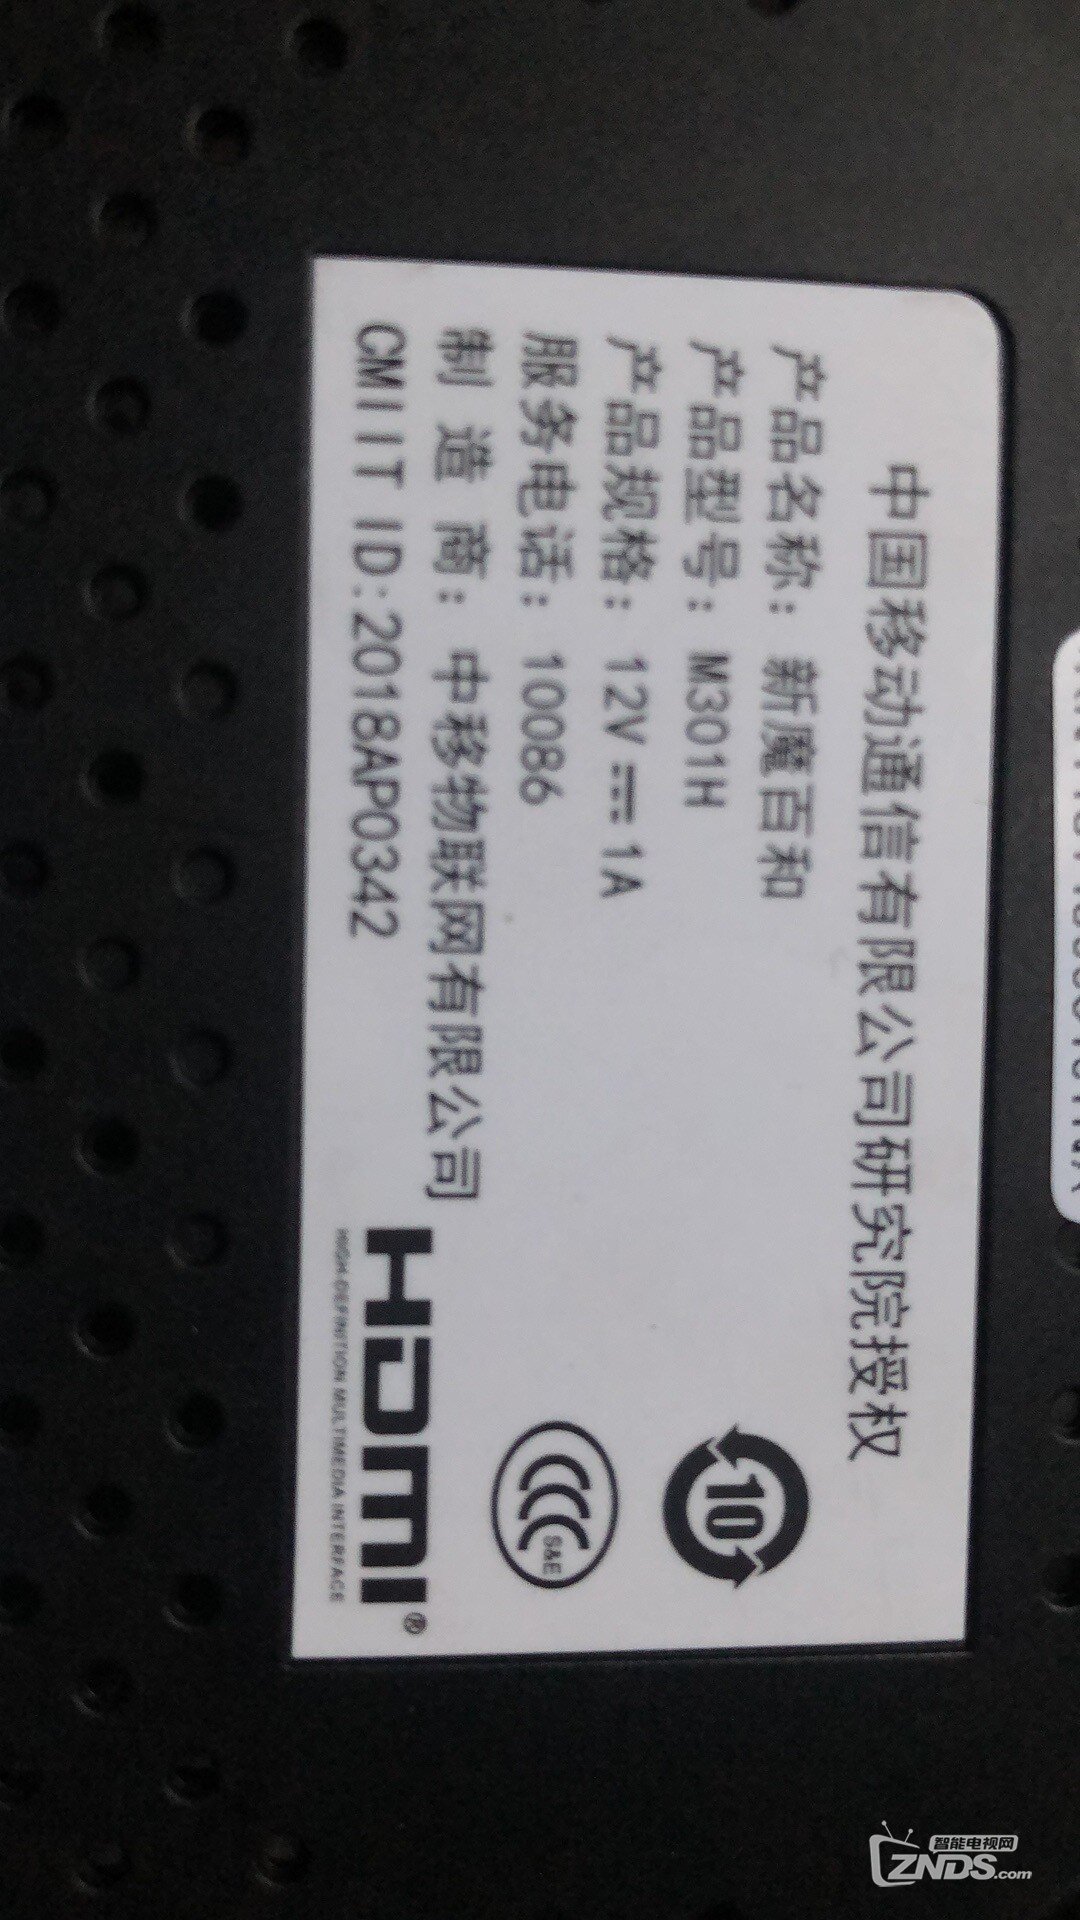 中国移动通信有限公司研究院授权
产品名称：新魔百和
产品型号：M301H
产品规格：12V⎓1A
服务电话：10086
制 造 商：中移物联网有限公司
CMIIT ID:2018AP0342
10
S&E
HDMI®
HIGH-DEFINITION MULTIMEDIA INTERFACE
智能电视网
ZNDS.com